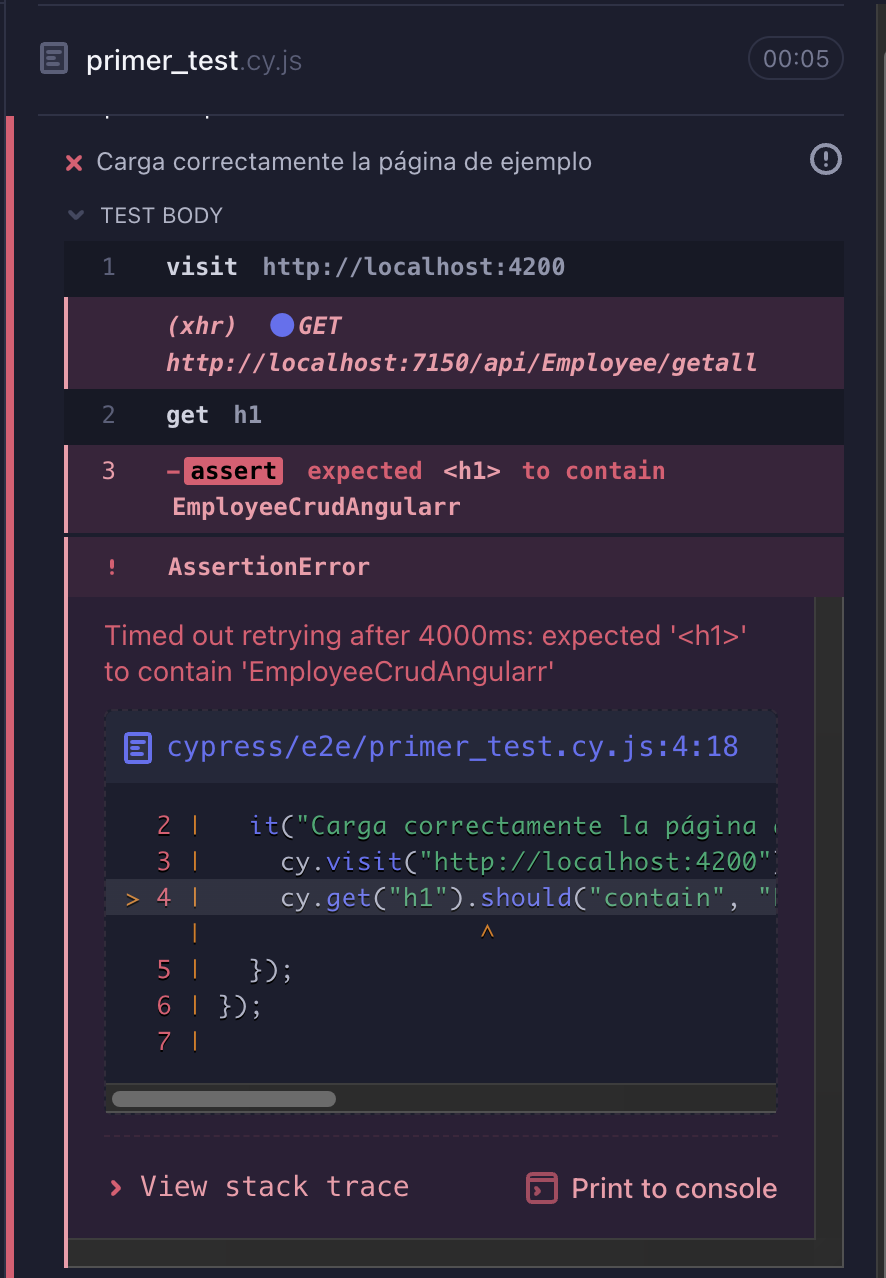 primer_test.cy.js
00:05
Carga correctamente la página de ejemplo
TEST BODY
1 visit http://localhost:4200
(xhr) GET
http://localhost:7150/api/Employee/getall
2 get h1
3 -assert expected <h1> to contain
EmployeeCrudAngularr
! AssertionError
Timed out retrying after 4000ms: expected '<h1>'
to contain 'EmployeeCrudAngularr'
cypress/e2e/primer_test.cy.js:4:18
2 | it("Carga correctamente la página
3 | cy.visit("http://localhost:4200"
> 4 | cy.get("h1").should("contain", "
| ^
5 | });
6 | });
7 |
> View stack trace
Print to console